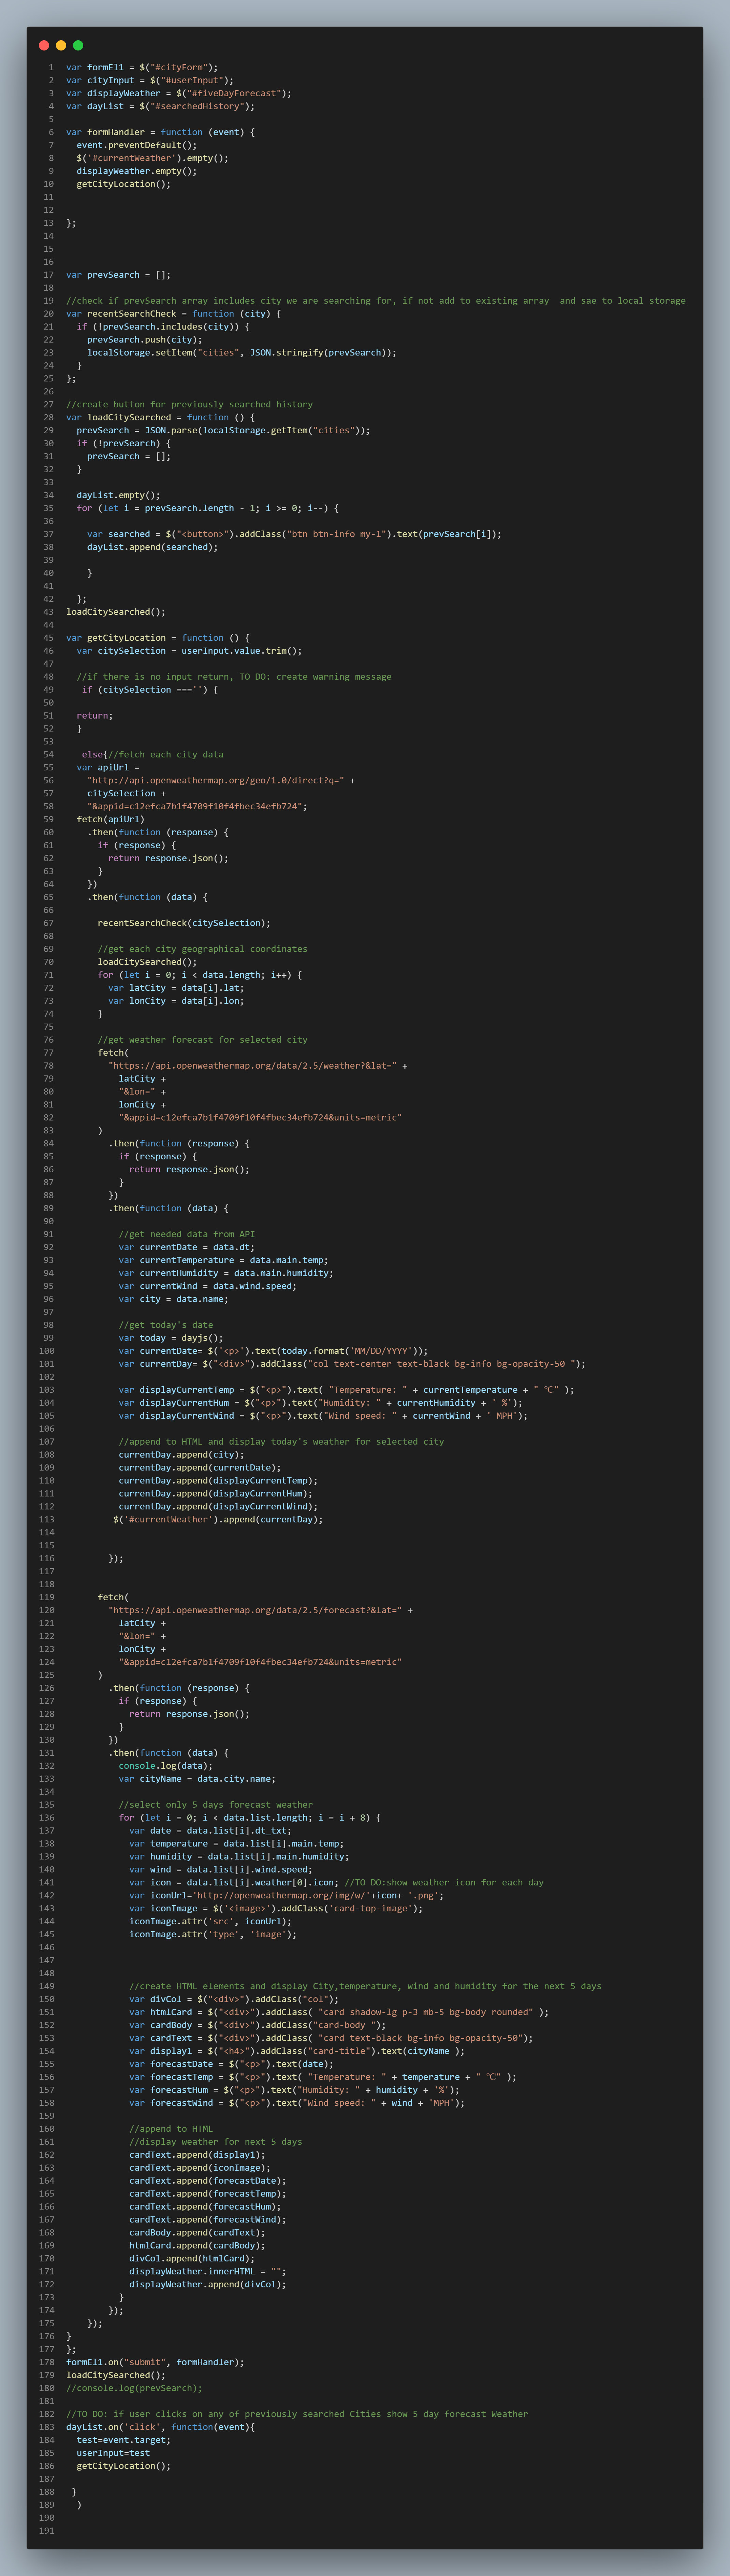 1 var formEl1 = $("#cityForm");
2 var cityInput = $("#userInput");
3 var displayWeather = $("#fiveDayForecast");
4 var dayList = $("#searchedHistory");
5
6 var formHandler = function (event) {
7   event.preventDefault();
8   $('#currentWeather').empty();
9   displayWeather.empty();
10   getCityLocation();
11
12
13 };
14
15
16
17 var prevSearch = [];
18
19 //check if prevSearch array includes city we are searching for, if not add to existing array  and sae to local storage
20 var recentSearchCheck = function (city) {
21   if (!prevSearch.includes(city)) {
22     prevSearch.push(city);
23     localStorage.setItem("cities", JSON.stringify(prevSearch));
24   }
25 };
26
27 //create button for previously searched history
28 var loadCitySearched = function () {
29   prevSearch = JSON.parse(localStorage.getItem("cities"));
30   if (!prevSearch) {
31     prevSearch = [];
32   }
33
34   dayList.empty();
35   for (let i = prevSearch.length - 1; i >= 0; i--) {
36
37     var searched = $("<button>").addClass("btn btn-info my-1").text(prevSearch[i]);
38     dayList.append(searched);
39
40     }
41
42   };
43 loadCitySearched();
44
45 var getCityLocation = function () {
46   var citySelection = userInput.value.trim();
47
48   //if there is no input return, TO DO: create warning message
49    if (citySelection ==='') {
50
51   return;
52   }
53
54    else{//fetch each city data
55   var apiUrl =
56     "http://api.openweathermap.org/geo/1.0/direct?q=" +
57     citySelection +
58     "&appid=c12efca7b1f4709f10f4fbec34efb724";
59   fetch(apiUrl)
60     .then(function (response) {
61       if (response) {
62         return response.json();
63       }
64     })
65     .then(function (data) {
66
67       recentSearchCheck(citySelection);
68
69       //get each city geographical coordinates
70       loadCitySearched();
71       for (let i = 0; i < data.length; i++) {
72         var latCity = data[i].lat;
73         var lonCity = data[i].lon;
74       }
75
76       //get weather forecast for selected city
77       fetch(
78         "https://api.openweathermap.org/data/2.5/weather?&lat=" +
79           latCity +
80           "&lon=" +
81           lonCity +
82           "&appid=c12efca7b1f4709f10f4fbec34efb724&units=metric"
83       )
84         .then(function (response) {
85           if (response) {
86             return response.json();
87           }
88         })
89         .then(function (data) {
90
91           //get needed data from API
92           var currentDate = data.dt;
93           var currentTemperature = data.main.temp;
94           var currentHumidity = data.main.humidity;
95           var currentWind = data.wind.speed;
96           var city = data.name;
97
98           //get today's date
99           var today = dayjs();
100           var currentDate= $('<p>').text(today.format('MM/DD/YYYY'));
101           var currentDay= $("<div>").addClass("col text-center text-black bg-info bg-opacity-50 ");
102
103           var displayCurrentTemp = $("<p>").text( "Temperature: " + currentTemperature + " ℃" );
104           var displayCurrentHum = $("<p>").text("Humidity: " + currentHumidity + ' %');
105           var displayCurrentWind = $("<p>").text("Wind speed: " + currentWind + ' MPH');
106
107           //append to HTML and display today's weather for selected city
108           currentDay.append(city);
109           currentDay.append(currentDate);
110           currentDay.append(displayCurrentTemp);
111           currentDay.append(displayCurrentHum);
112           currentDay.append(displayCurrentWind);
113          $('#currentWeather').append(currentDay);
114
115
116         });
117
118
119       fetch(
120         "https://api.openweathermap.org/data/2.5/forecast?&lat=" +
121           latCity +
122           "&lon=" +
123           lonCity +
124           "&appid=c12efca7b1f4709f10f4fbec34efb724&units=metric"
125       )
126         .then(function (response) {
127           if (response) {
128             return response.json();
129           }
130         })
131         .then(function (data) {
132           console.log(data);
133           var cityName = data.city.name;
134
135           //select only 5 days forecast weather
136           for (let i = 0; i < data.list.length; i = i + 8) {
137             var date = data.list[i].dt_txt;
138             var temperature = data.list[i].main.temp;
139             var humidity = data.list[i].main.humidity;
140             var wind = data.list[i].wind.speed;
141             var icon = data.list[i].weather[0].icon; //TO DO:show weather icon for each day
142             var iconUrl='http://openweathermap.org/img/w/'+icon+ '.png';
143             var iconImage = $('<image>').addClass('card-top-image');
144             iconImage.attr('src', iconUrl);
145             iconImage.attr('type', 'image');
146
147
148
149             //create HTML elements and display City,temperature, wind and humidity for the next 5 days
150             var divCol = $("<div>").addClass("col");
151             var htmlCard = $("<div>").addClass( "card shadow-lg p-3 mb-5 bg-body rounded" );
152             var cardBody = $("<div>").addClass("card-body ");
153             var cardText = $("<div>").addClass( "card text-black bg-info bg-opacity-50");
154             var display1 = $("<h4>").addClass("card-title").text(cityName );
155             var forecastDate = $("<p>").text(date);
156             var forecastTemp = $("<p>").text( "Temperature: " + temperature + " ℃" );
157             var forecastHum = $("<p>").text("Humidity: " + humidity + '%');
158             var forecastWind = $("<p>").text("Wind speed: " + wind + 'MPH');
159
160             //append to HTML
161             //display weather for next 5 days
162             cardText.append(display1);
163             cardText.append(iconImage);
164             cardText.append(forecastDate);
165             cardText.append(forecastTemp);
166             cardText.append(forecastHum);
167             cardText.append(forecastWind);
168             cardBody.append(cardText);
169             htmlCard.append(cardBody);
170             divCol.append(htmlCard);
171             displayWeather.innerHTML = "";
172             displayWeather.append(divCol);
173           }
174         });
175     });
176 }
177 };
178 formEl1.on("submit", formHandler);
179 loadCitySearched();
180 //console.log(prevSearch);
181
182 //TO DO: if user clicks on any of previously searched Cities show 5 day forecast Weather
183 dayList.on('click', function(event){
184   test=event.target;
185   userInput=test
186   getCityLocation();
187
188  }
189   )
190
191